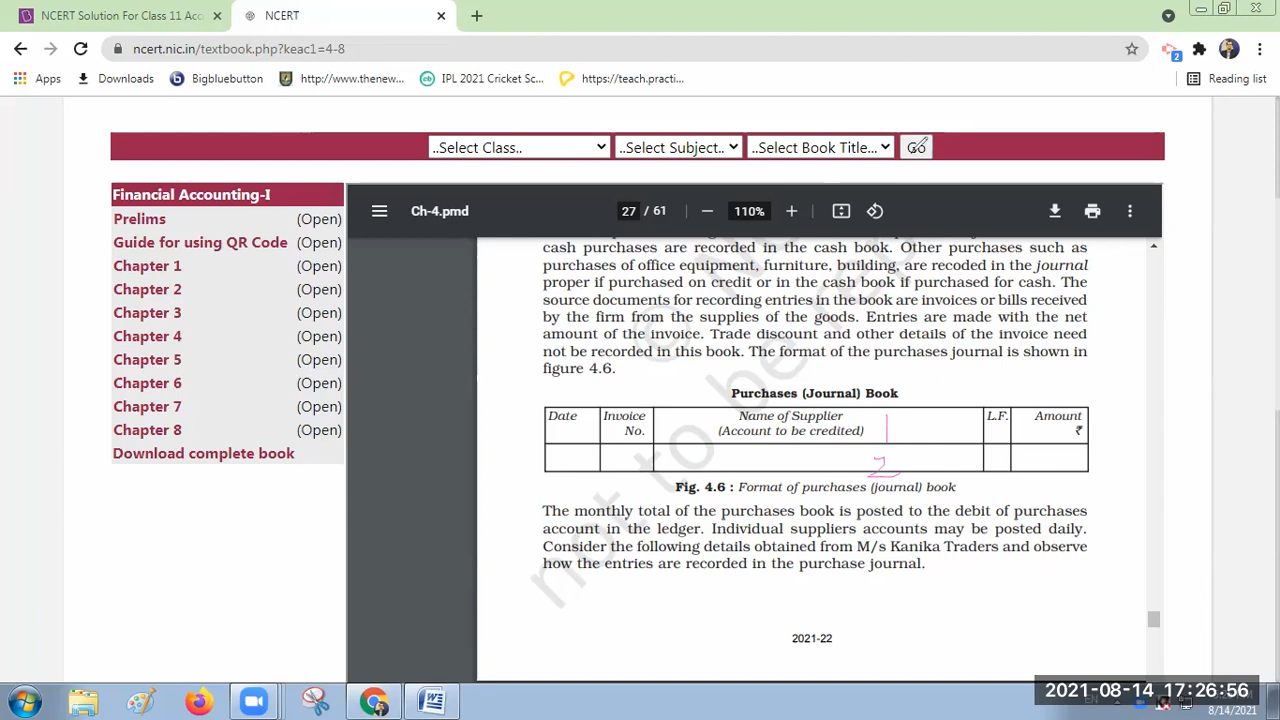 NCERT Solution For Class 11 Acc
NCERT
ncert.nic.in/textbook.php?keac1=4-8
2
Apps
Downloads
Bigbluebutton
http://www.thenew...
IPL 2021 Cricket Sc...
https://teach.practi...
Reading list
..Select Class..
..Select Subject..
..Select Book Title...
Go
Financial Accounting-I
Prelims (Open)
Guide for using QR Code (Open)
Chapter 1 (Open)
Chapter 2 (Open)
Chapter 3 (Open)
Chapter 4 (Open)
Chapter 5 (Open)
Chapter 6 (Open)
Chapter 7 (Open)
Chapter 8 (Open)
Download complete book
Ch-4.pmd
27 / 61
110%
cash purchases are recorded in the cash book. Other purchases such as
purchases of office equipment, furniture, building, are recoded in the journal
proper if purchased on credit or in the cash book if purchased for cash. The
source documents for recording entries in the book are invoices or bills received
by the firm from the supplies of the goods. Entries are made with the net
amount of the invoice. Trade discount and other details of the invoice need
not be recorded in this book. The format of the purchases journal is shown in
figure 4.6.
Purchases (Journal) Book
Date
Invoice
No.
Name of Supplier
(Account to be credited)
L.F.
Amount
₹
Fig. 4.6 : Format of purchases (journal) book
The monthly total of the purchases book is posted to the debit of purchases
account in the ledger. Individual suppliers accounts may be posted daily.
Consider the following details obtained from M/s Kanika Traders and observe
how the entries are recorded in the purchase journal.
not to be rep
2021-22
2021-08-14 17:26:56
8/14/2021